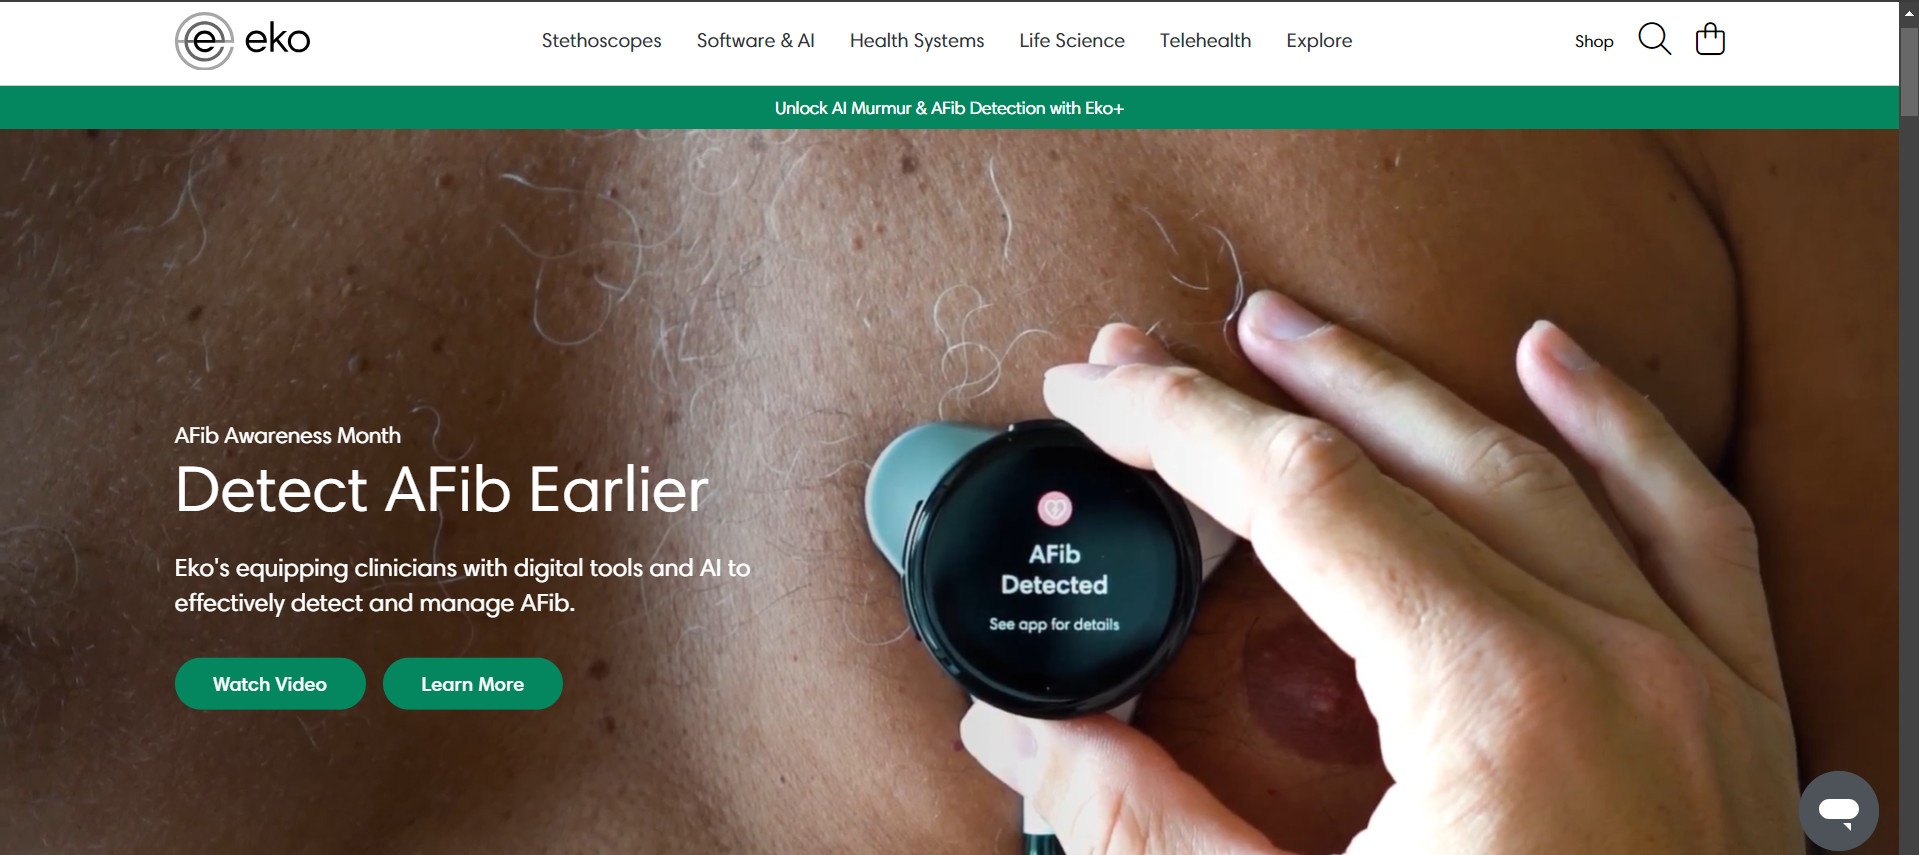 eko
Stethoscopes
Software & AI
Health Systems
Life Science
Telehealth
Explore
Shop
Unlock AI Murmur & AFib Detection with Eko+
AFib Awareness Month
Detect AFib Earlier
Eko's equipping clinicians with digital tools and AI to
effectively detect and manage AFib.
Watch Video
Learn More
AFib
Detected
See app for details